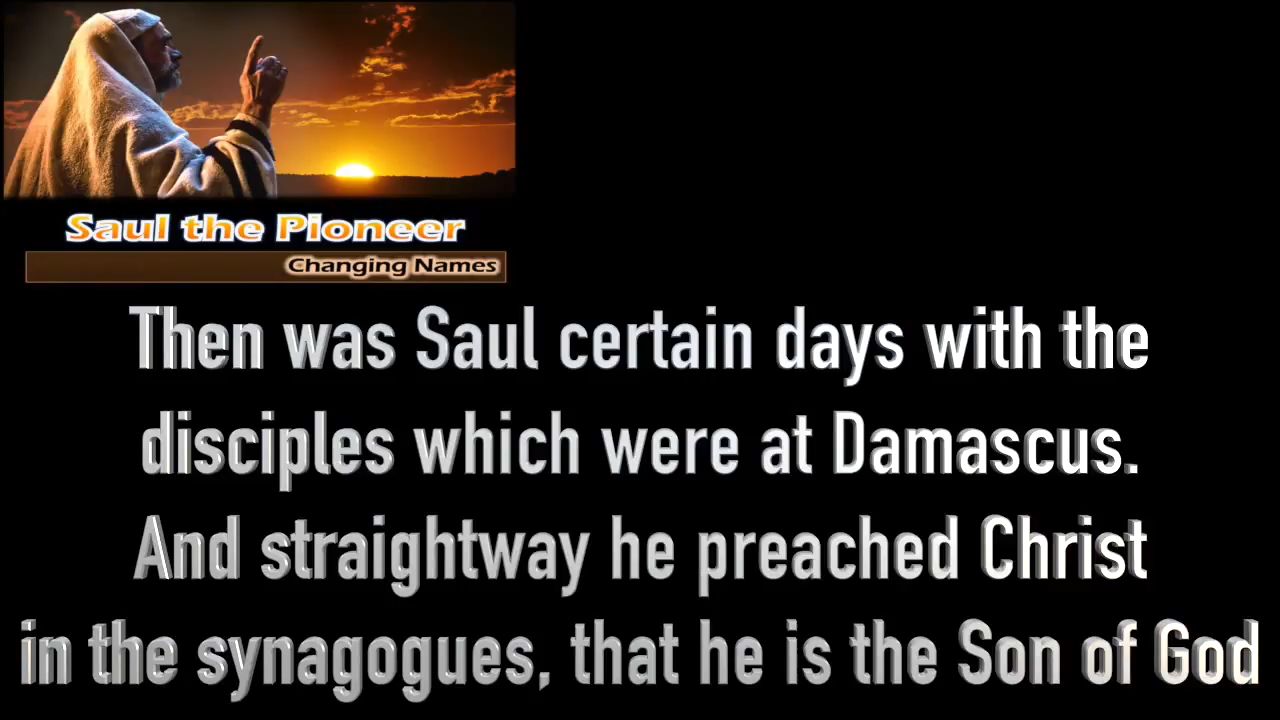 Saul the Pioneer
Changing Names
Then was Saul certain days with the
disciples which were at Damascus.
And straightway he preached Christ
in the synagogues, that he is the Son of God